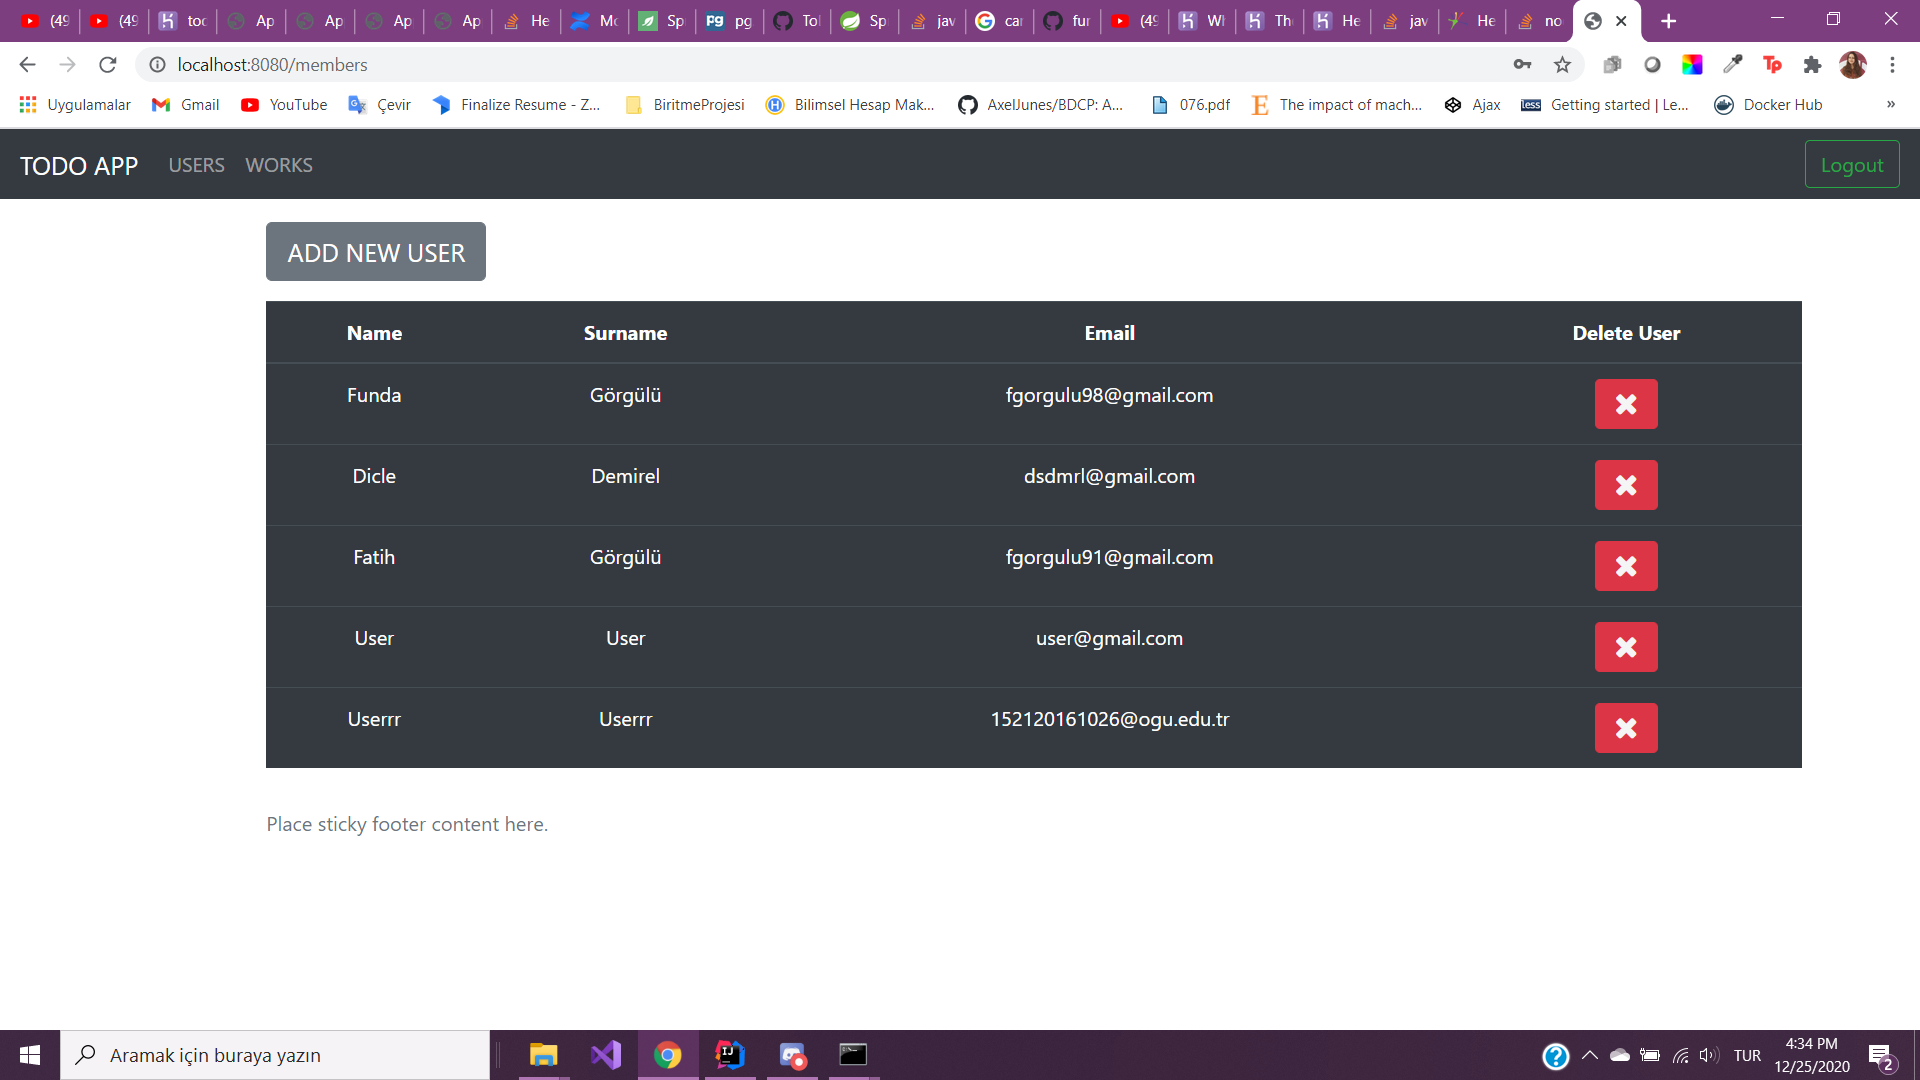 (49 (49 toc Ap Ap Ap Ap He Mc Sp pg Tol Sp jav car fur (49 Wh Th He jav He no
localhost:8080/members
Uygulamalar Gmail YouTube Çevir Finalize Resume - Z... BiritmeProjesi Bilimsel Hesap Mak... AxelJunes/BDCP: A... 076.pdf The impact of mach... Ajax Getting started | Le... Docker Hub »
TODO APP USERS WORKS Logout
ADD NEW USER
Name Surname Email Delete User
Funda Görgülü fgorgulu98@gmail.com
Dicle Demirel dsdmrl@gmail.com
Fatih Görgülü fgorgulu91@gmail.com
User User user@gmail.com
Userrr Userrr 152120161026@ogu.edu.tr
Place sticky footer content here.
Aramak için buraya yazın
TUR
4:34 PM
12/25/2020
2